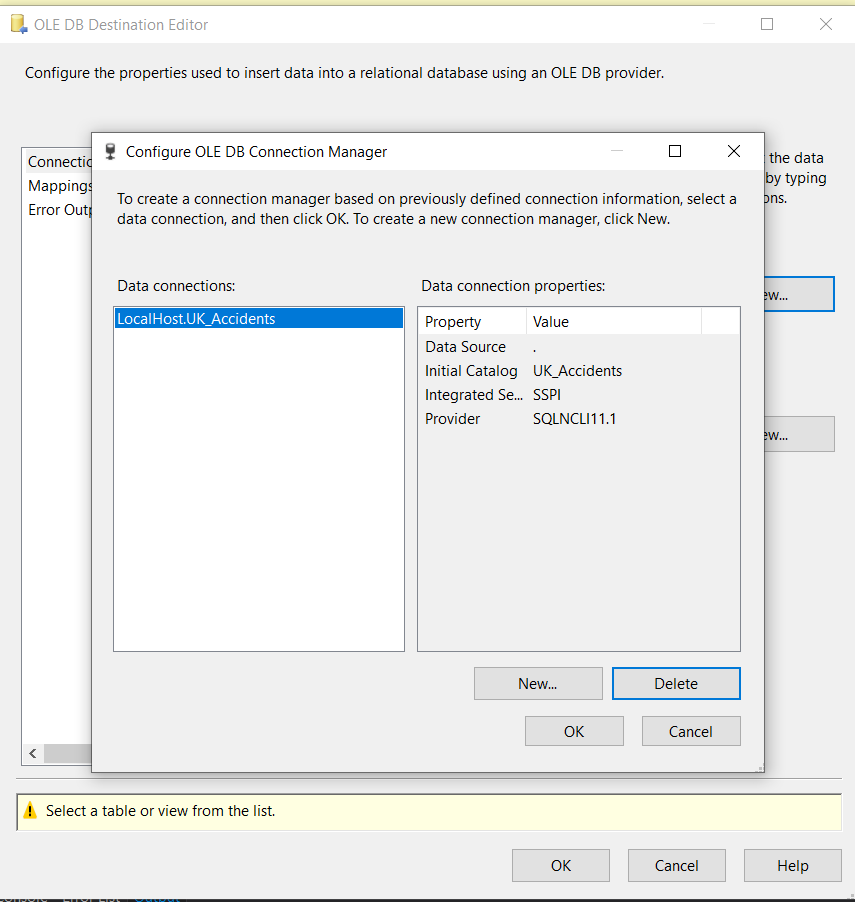 OLE DB Destination Editor
Configure the properties used to insert data into a relational database using an OLE DB provider.
Configure OLE DB Connection Manager
Connectio
the data
Mappings
by typing
Error Outp
ons.
To create a connection manager based on previously defined connection information, select a
data connection, and then click OK. To create a new connection manager, click New.
Data connections:
Data connection properties:
ew...
LocalHost.UK_Accidents
Property Value
Data Source .
Initial Catalog UK_Accidents
Integrated Se... SSPI
Provider SQLNCLI11.1
ew...
New...
Delete
OK
Cancel
Select a table or view from the list.
OK
Cancel
Help
Output